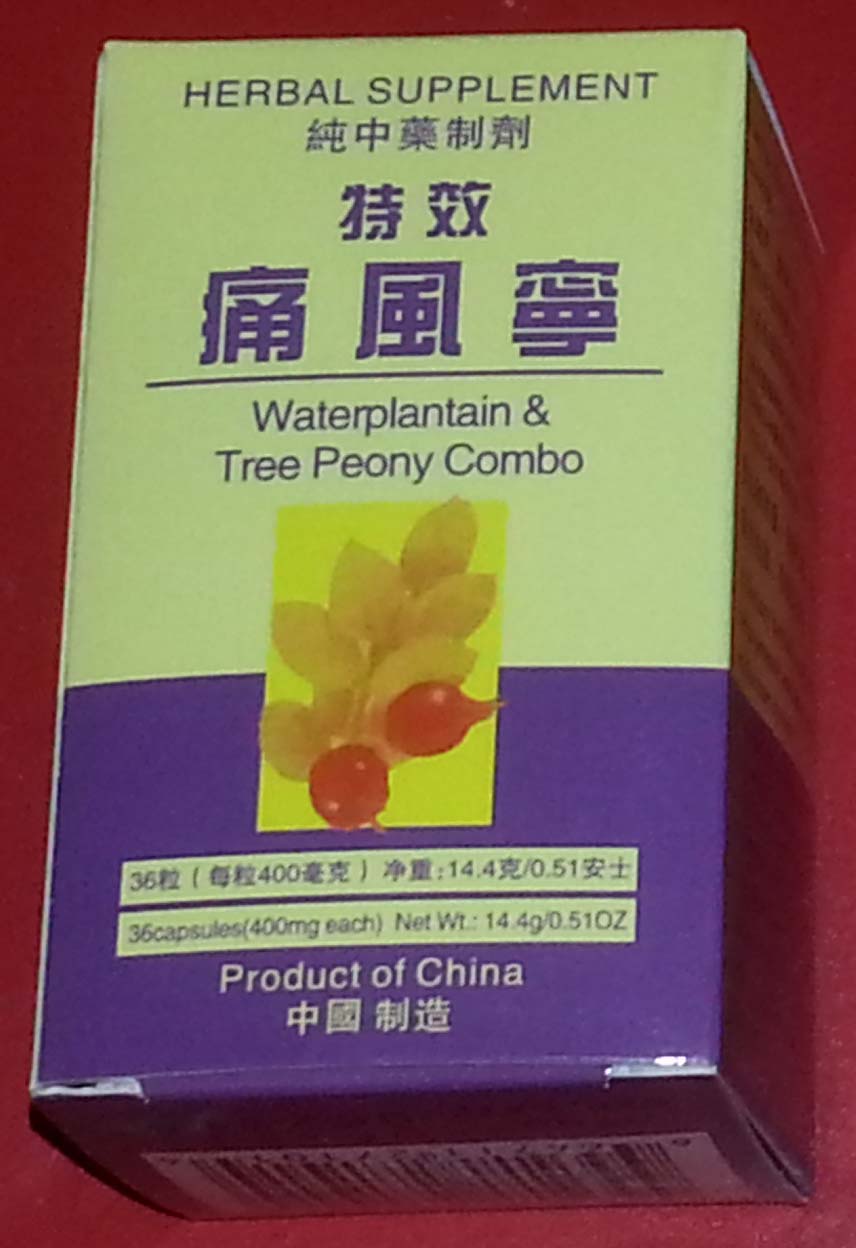 HERBAL SUPPLEMENT
純中藥制劑
特效
痛風寧
Waterplantain &
Tree Peony Combo
36粒（每粒400毫克）净重:14.4克/0.51安士
36capsules(400mg each) Net Wt.: 14.4g/0.51OZ
Product of China
中國 制造